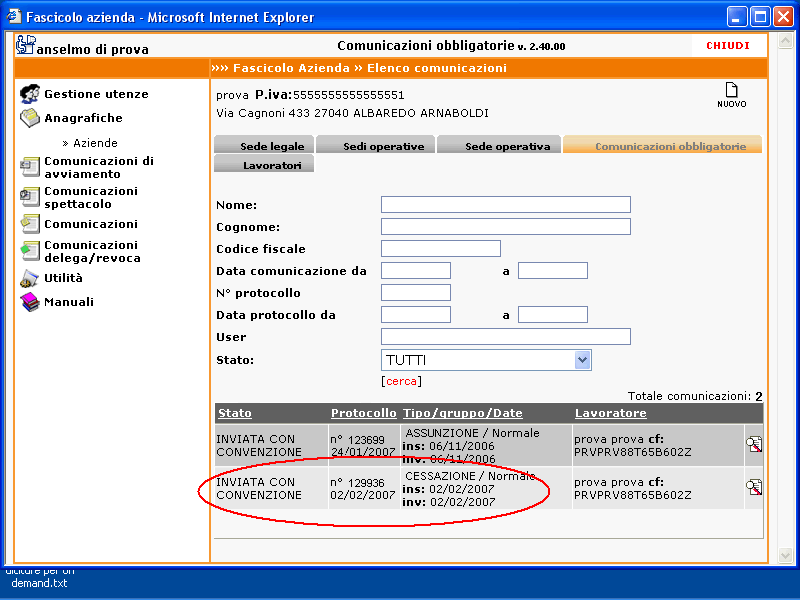 Fascicolo azienda - Microsoft Internet Explorer
anselmo di prova
Comunicazioni obbligatorie v. 2.40.00
CHIUDI
»»» Fascicolo Azienda » Elenco comunicazioni
Gestione utenze
Anagrafiche
» Aziende
Comunicazioni di
avviamento
Comunicazioni
spettacolo
Comunicazioni
Comunicazioni
delega/revoca
Utilità
Manuali
prova P.iva:5555555555555551
Via Cagnoni 433 27040 ALBAREDO ARNABOLDI
NUOVO
Sede legale Sedi operative Sede operativa Comunicazioni obbligatorie
Lavoratori
Nome:
Cognome:
Codice fiscale
Data comunicazione da a
N° protocollo
Data protocollo da a
User
Stato: TUTTI
[cerca]
Totale comunicazioni: 2
Stato Protocollo Tipo/gruppo/Date Lavoratore
INVIATA CON
CONVENZIONE
n° 123699
24/01/2007
ASSUNZIONE / Normale
ins: 06/11/2006
inv: 06/11/2006
prova prova cf:
PRVPRV88T65B602Z
INVIATA CON
CONVENZIONE
n° 129936
02/02/2007
CESSAZIONE / Normale
ins: 02/02/2007
inv: 02/02/2007
prova prova cf:
PRVPRV88T65B602Z
diciture per on
demand.txt